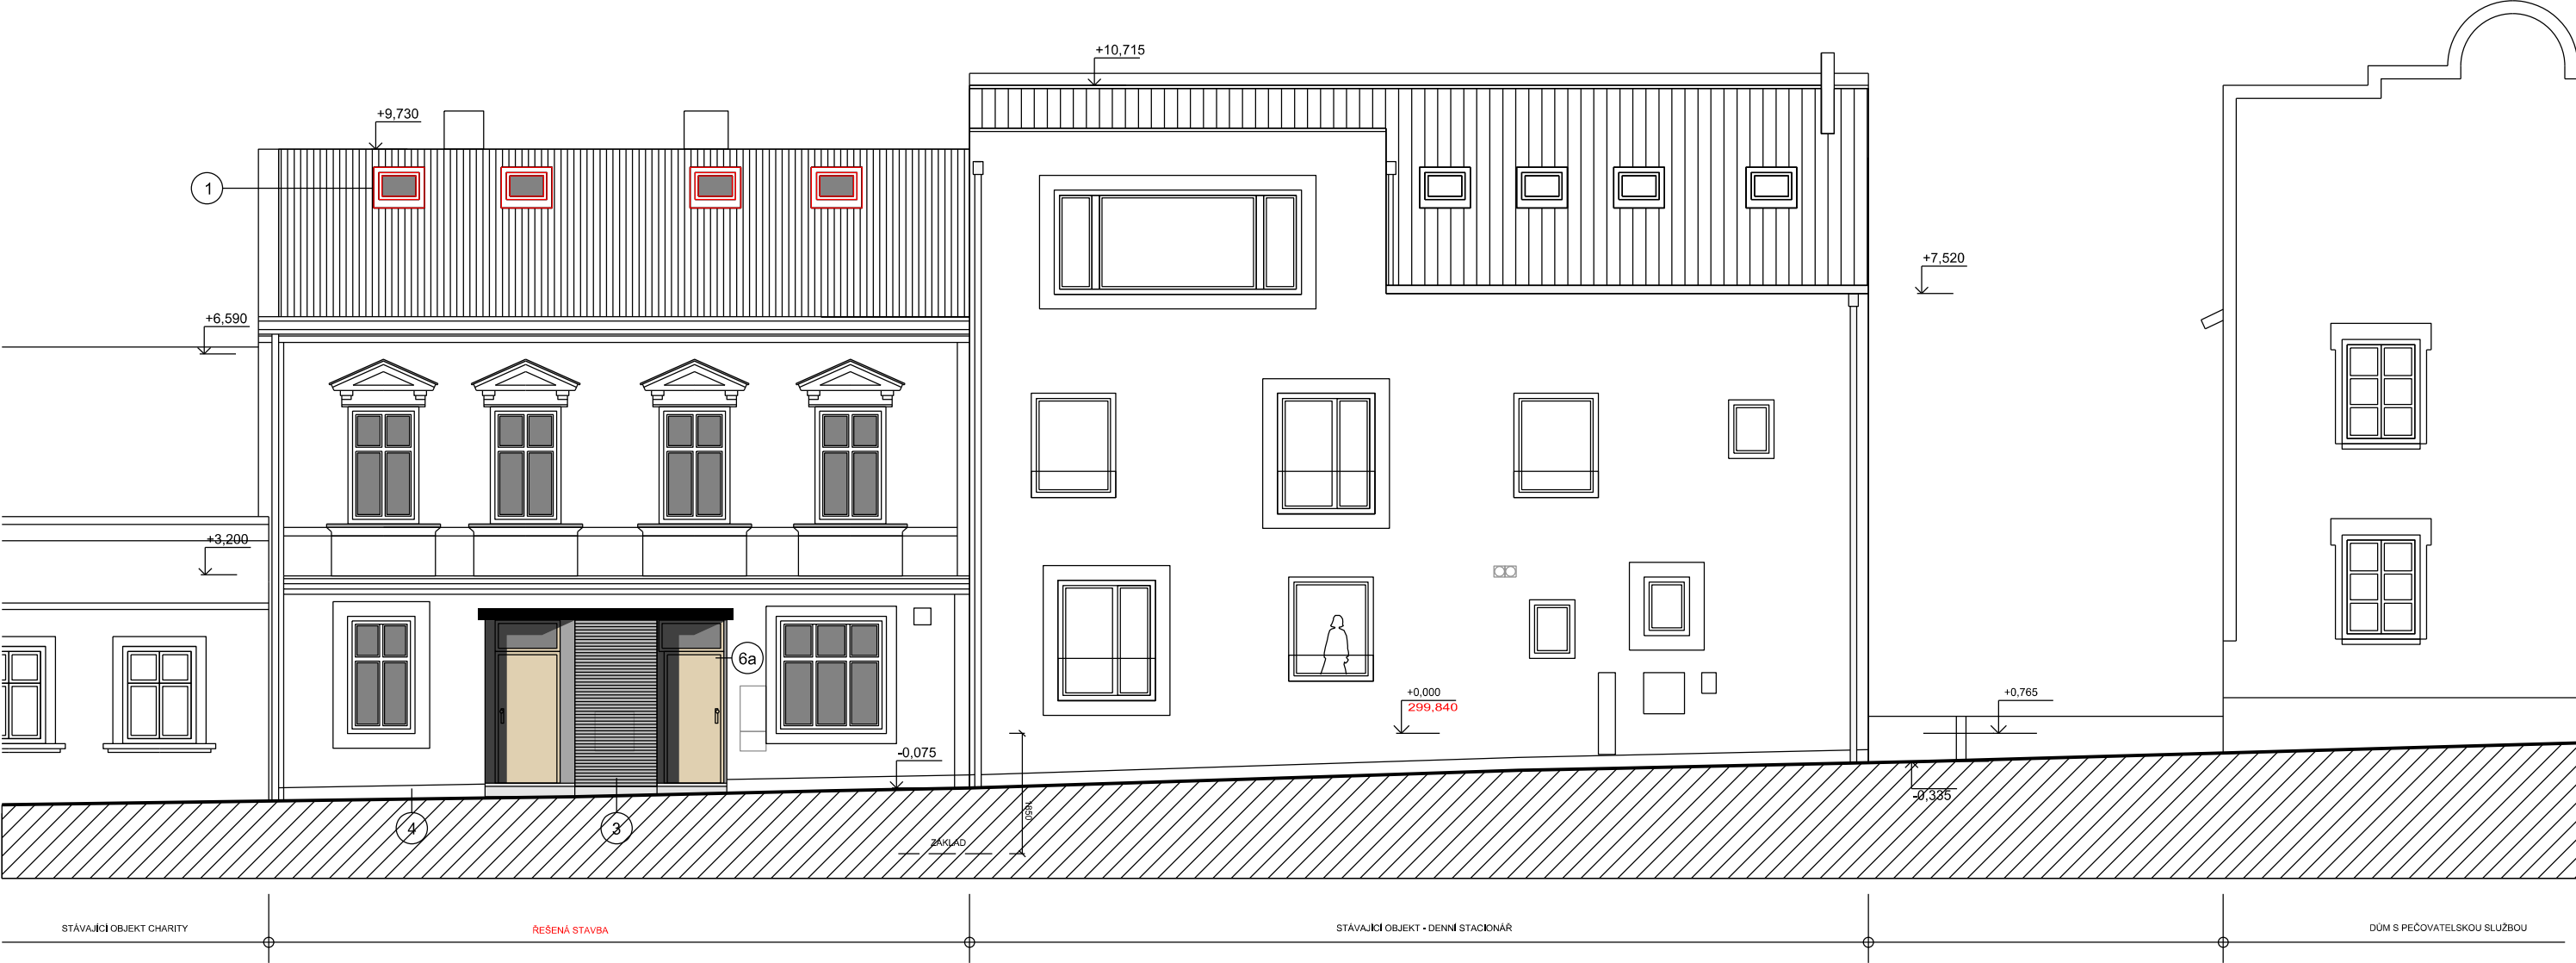 +10,715
+9,730
1
+7,520
+6,590
+3,200
6a
+0,000
299,840
+0,765
-0,075
-0,335
1650
4
3
ZÁKLAD
STÁVAJÍCÍ OBJEKT CHARITY
ŘEŠENÁ STAVBA
STÁVAJÍCÍ OBJEKT - DENNÍ STACIONÁŘ
DŮM S PEČOVATELSKOU SLUŽBOU